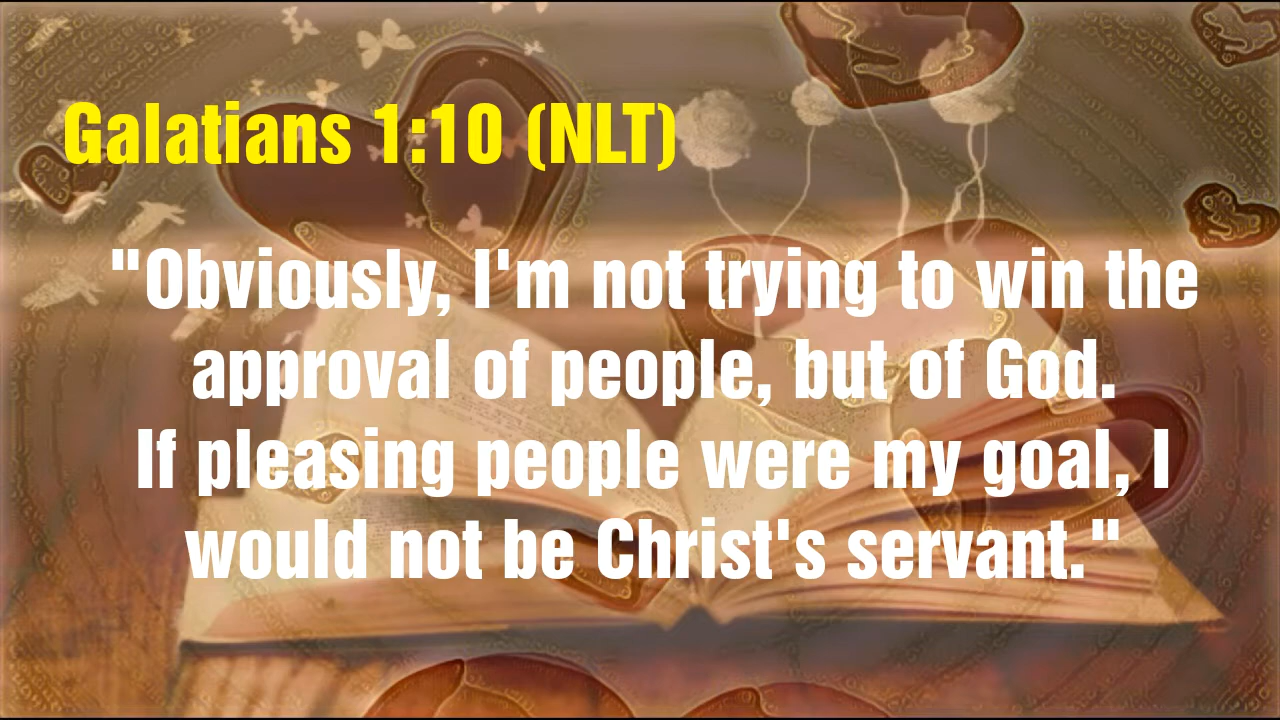 Galatians 1:10 (NLT)
"Obviously, I'm not trying to win the
approval of people, but of God.
If pleasing people were my goal, I
would not be Christ's servant."